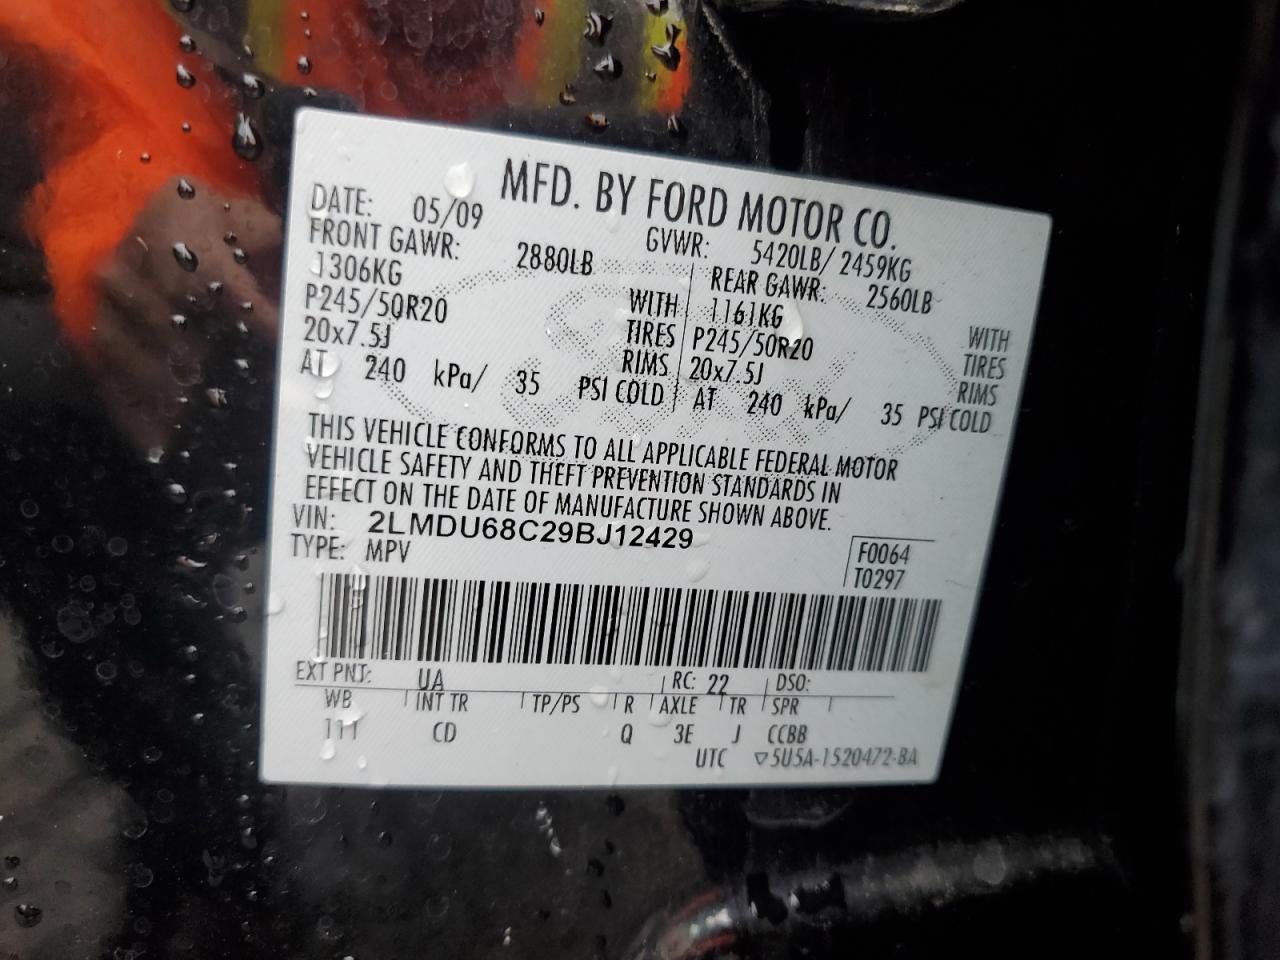 MFD. BY FORD MOTOR CO.
DATE: 05/09 GVWR: 5420LB/ 2459KG
FRONT GAWR: 2880LB REAR GAWR: 2560LB
1306KG WITH 1161KG WITH
P245/50R20 TIRES P245/50R20 TIRES
20x7.5J RIMS 20x7.5J RIMS
AT 240 kPa/ 35 PSI COLD AT 240 kPa/ 35 PSI COLD
THIS VEHICLE CONFORMS TO ALL APPLICABLE FEDERAL MOTOR
VEHICLE SAFETY AND THEFT PREVENTION STANDARDS IN
EFFECT ON THE DATE OF MANUFACTURE SHOWN ABOVE.
VIN: 2LMDU68C29BJ12429
TYPE: MPV
F0064
T0297
EXT PNT: UA RC: 22 DSO:
WB INT TR TP/PS R AXLE TR SPR
111 CD Q 3E J CCBB
UTC ▽5U5A-1520472-BA